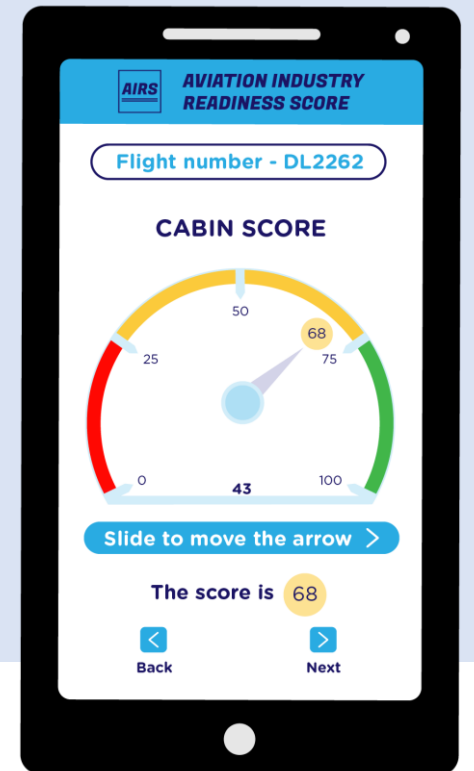 AIRS
AVIATION INDUSTRY
READINESS SCORE
Flight number - DL2262
CABIN SCORE
50
68
25
75
0
43
100
Slide to move the arrow >
The score is 68
< >
Back Next